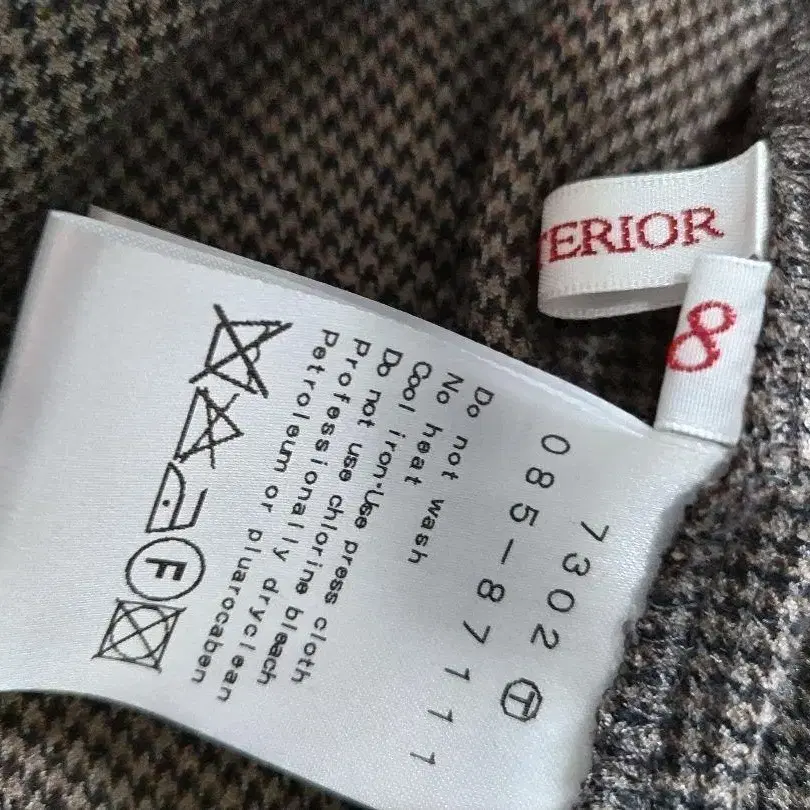 TERIOR
8
7302 Ⓣ
085-87111
Do not wash
No heat
Cool iron·Use press cloth
Do not use chlorine bleach
Professionally dryclean
Petroleum or pluarocaben
F